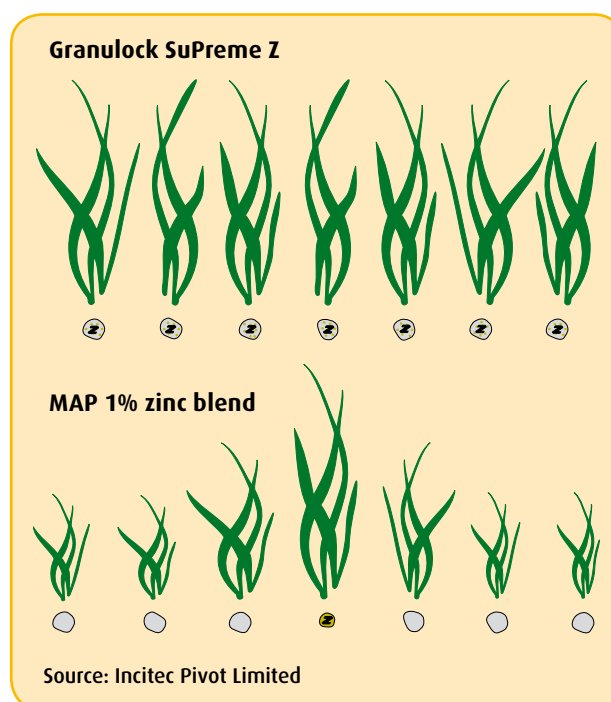 Granulock SuPreme Z
Z Z Z Z Z Z Z
MAP 1% zinc blend
Z
Source: Incitec Pivot Limited